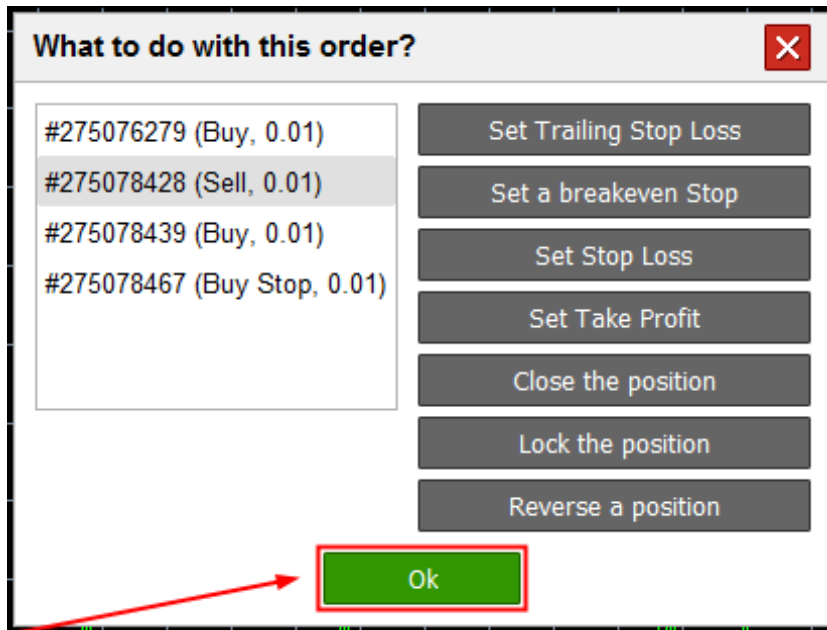 What to do with this order?
#275076279 (Buy, 0.01)
#275078428 (Sell, 0.01)
#275078439 (Buy, 0.01)
#275078467 (Buy Stop, 0.01)
Set Trailing Stop Loss
Set a breakeven Stop
Set Stop Loss
Set Take Profit
Close the position
Lock the position
Reverse a position
Ok